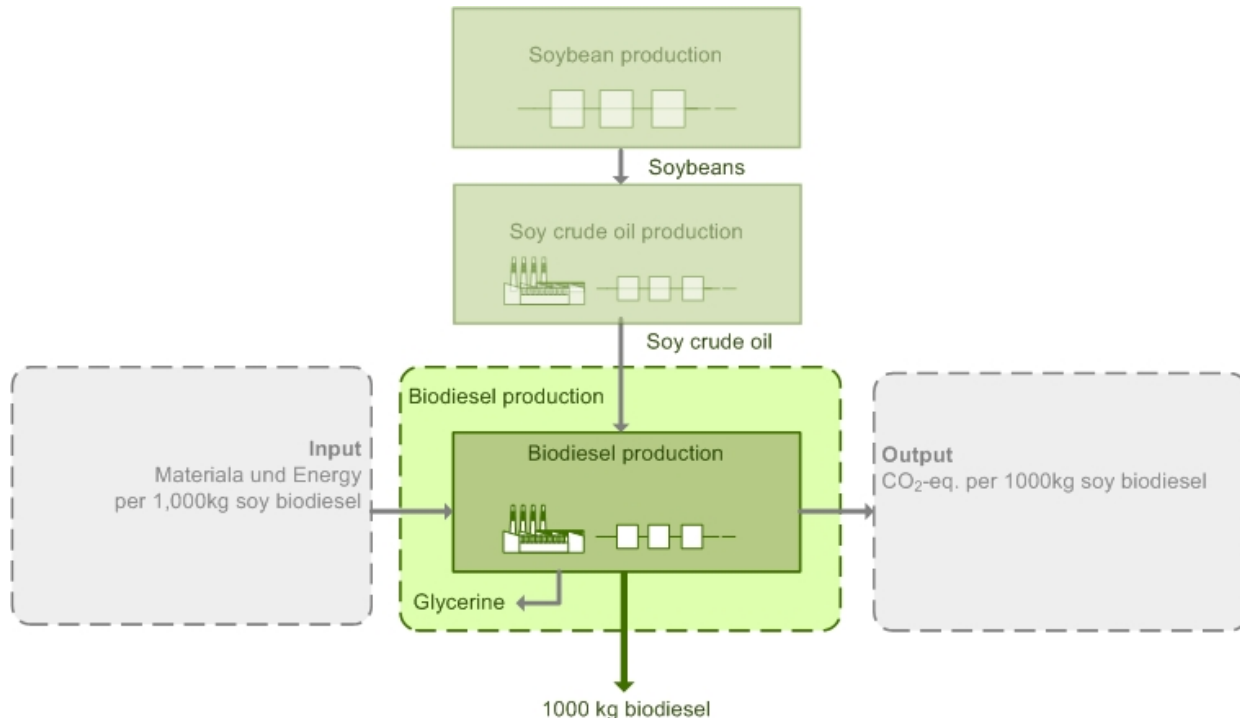 Soybean production
Soybeans
Soy crude oil production
Soy crude oil
Biodiesel production
Input
Materiala und Energy
per 1,000kg soy biodiesel
Biodiesel production
Output
CO₂-eq. per 1000kg soy biodiesel
Glycerine
1000 kg biodiesel